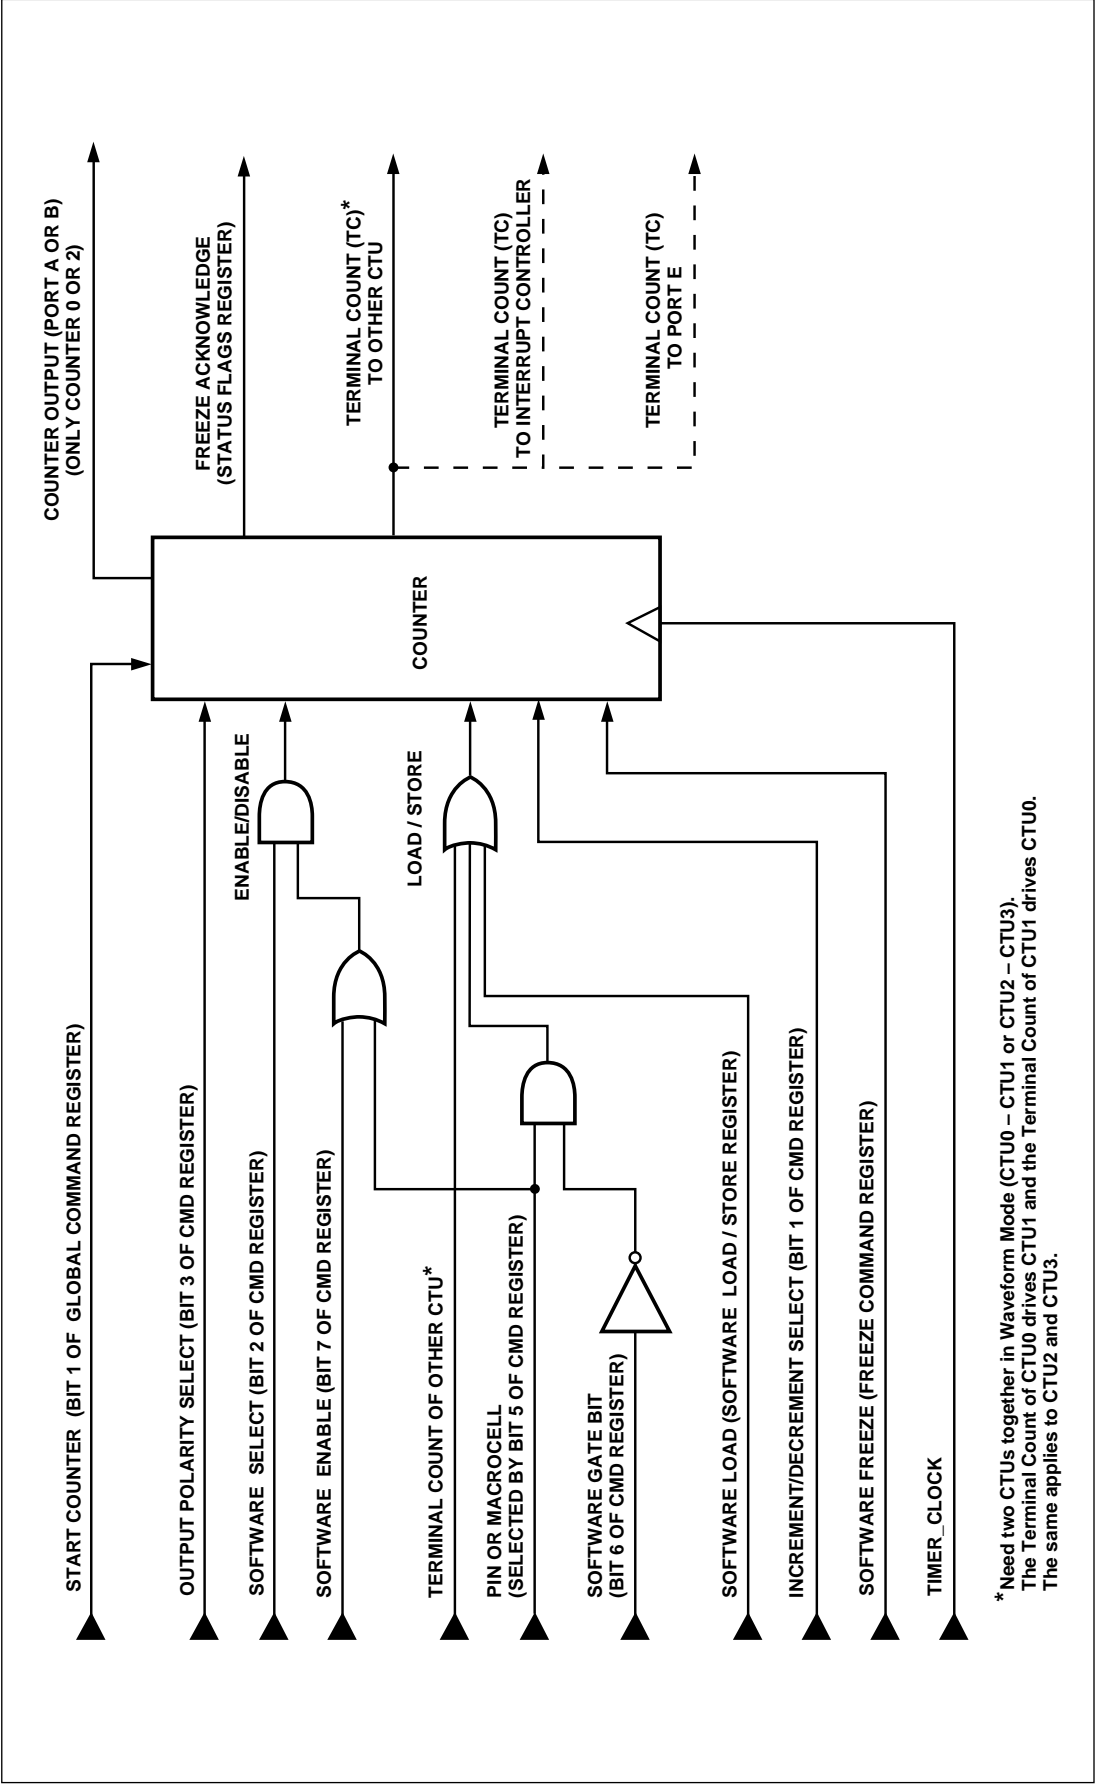 START COUNTER (BIT 1 OF GLOBAL COMMAND REGISTER)
OUTPUT POLARITY SELECT (BIT 3 OF CMD REGISTER)
SOFTWARE SELECT (BIT 2 OF CMD REGISTER)
SOFTWARE ENABLE (BIT 7 OF CMD REGISTER)
TERMINAL COUNT OF OTHER CTU*
PIN OR MACROCELL
(SELECTED BY BIT 5 OF CMD REGISTER)
SOFTWARE GATE BIT
(BIT 6 OF CMD REGISTER)
SOFTWARE LOAD (SOFTWARE LOAD / STORE REGISTER)
INCREMENT/DECREMENT SELECT (BIT 1 OF CMD REGISTER)
SOFTWARE FREEZE (FREEZE COMMAND REGISTER)
TIMER_CLOCK
ENABLE/DISABLE
LOAD / STORE
COUNTER
COUNTER OUTPUT (PORT A OR B)
(ONLY COUNTER 0 OR 2)
FREEZE ACKNOWLEDGE
(STATUS FLAGS REGISTER)
TERMINAL COUNT (TC)*
TO OTHER CTU
TERMINAL COUNT (TC)
TO INTERRUPT CONTROLLER
TERMINAL COUNT (TC)
TO PORT E
*Need two CTUs together in Waveform Mode (CTU0 – CTU1 or CTU2 – CTU3).
The Terminal Count of CTU0 drives CTU1 and the Terminal Count of CTU1 drives CTU0.
The same applies to CTU2 and CTU3.